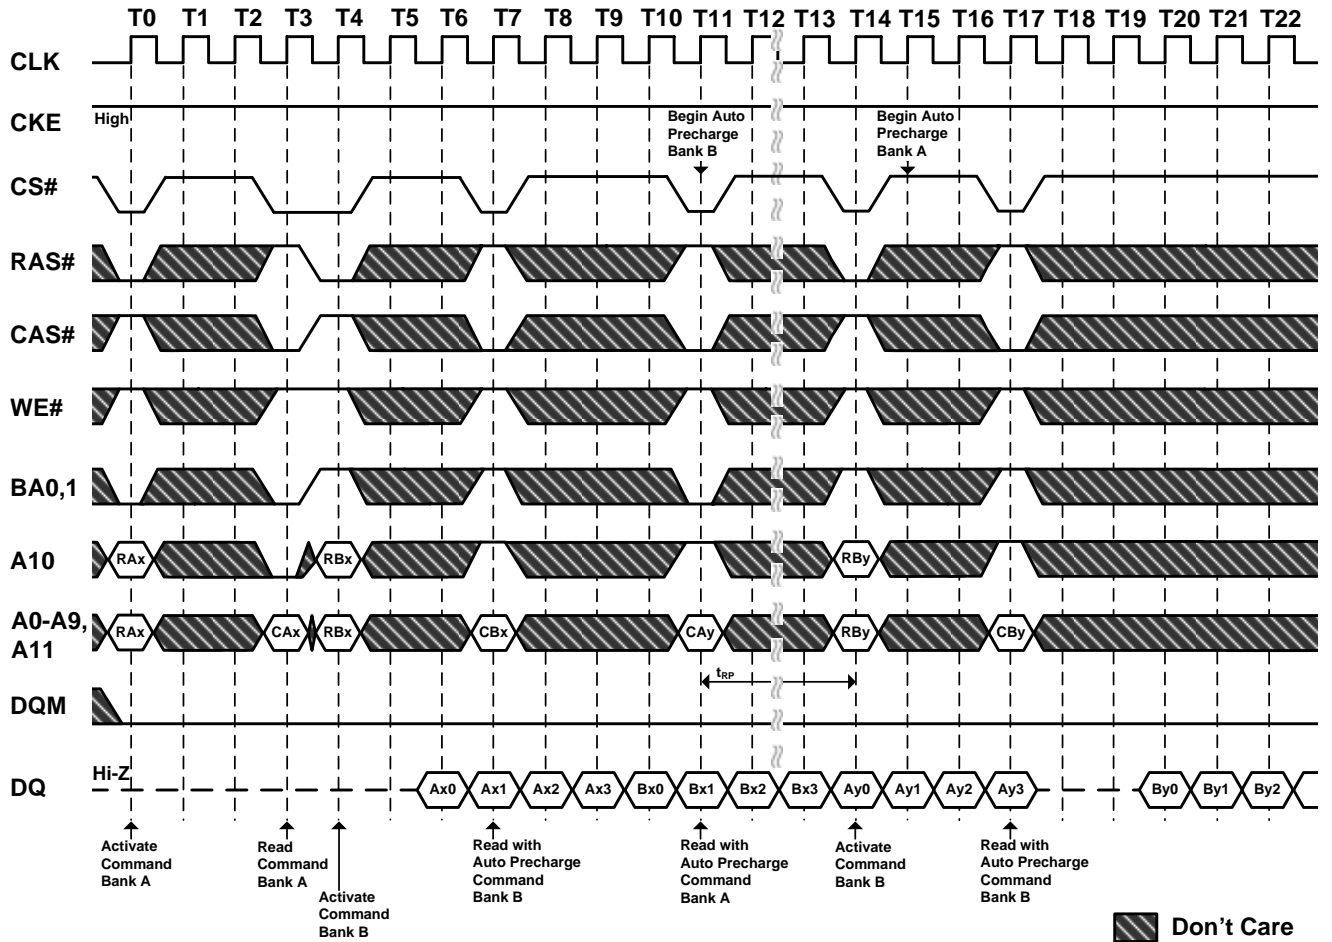 T0 T1 T2 T3 T4 T5 T6 T7 T8 T9 T10 T11 T12 T13 T14 T15 T16 T17 T18 T19 T20 T21 T22
CLK
CKE
High
Begin Auto
Precharge
Bank B
Begin Auto
Precharge
Bank A
CS#
RAS#
CAS#
WE#
BA0,1
A10
RAx RBx RBy
A0-A9,
A11
RAx CAx RBx CBx CAy RBy CBy
tRP
DQM
Hi-Z
DQ
Ax0 Ax1 Ax2 Ax3 Bx0 Bx1 Bx2 Bx3 Ay0 Ay1 Ay2 Ay3 By0 By1 By2
Activate
Command
Bank A
Read
Command
Bank A
Activate
Command
Bank B
Read with
Auto Precharge
Command
Bank B
Read with
Auto Precharge
Command
Bank A
Activate
Command
Bank B
Read with
Auto Precharge
Command
Bank B
Don't Care